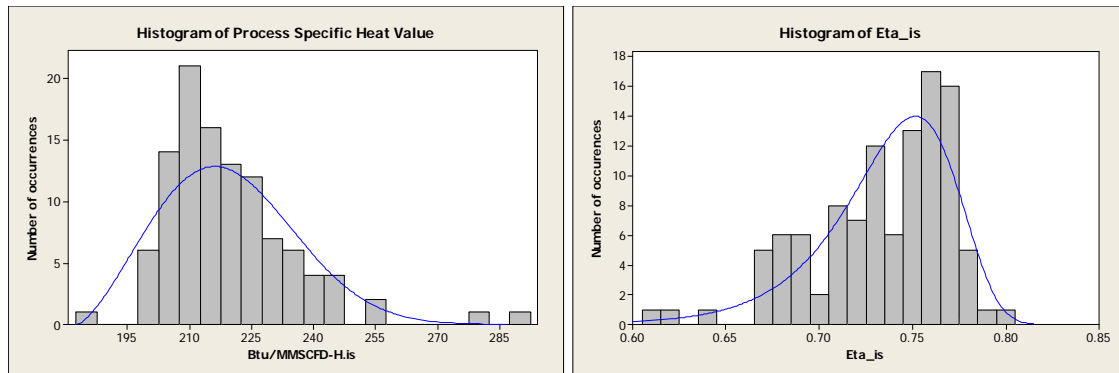 Histogram of Process Specific Heat Value
Number of occurrences
20
15
10
5
0
195 210 225 240 255 270 285
Btu/MMSCFD-H.is
Histogram of Eta_is
Number of occurences
18
16
14
12
10
8
6
4
2
0
0.60 0.65 0.70 0.75 0.80 0.85
Eta_is